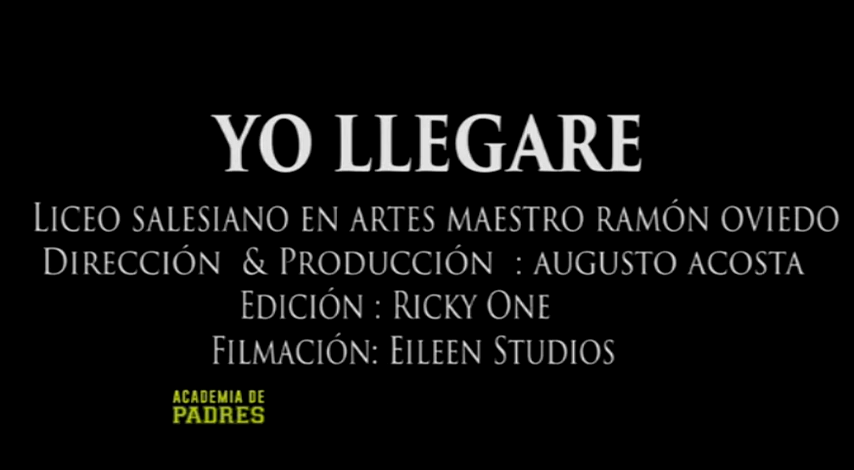 YO LLEGARE
LICEO SALESIANO EN ARTES MAESTRO RAMÓN OVIEDO
DIRECCIÓN & PRODUCCIÓN : AUGUSTO ACOSTA
EDICIÓN : RICKY ONE
FILMACIÓN: EILEEN STUDIOS
ACADEMIA DE
PADRES